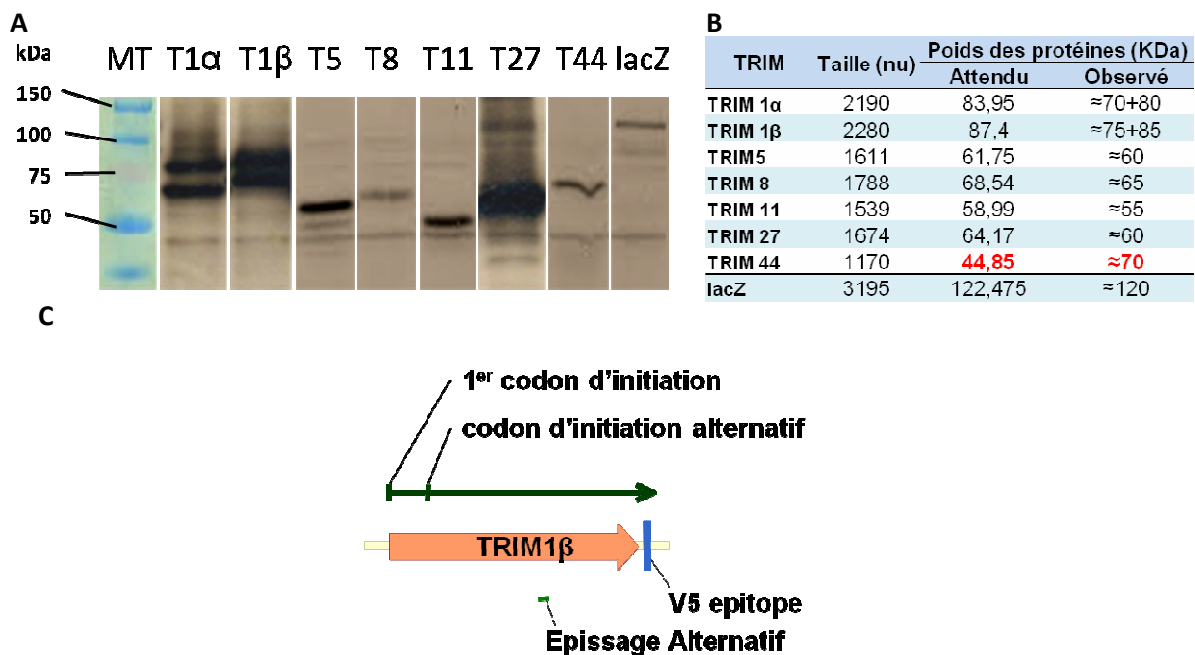 A
kDa MT T1α T1β T5 T8 T11 T27 T44 lacZ
150
100
75
50
B
TRIM Taille (nu) Poids des protéines (KDa)
Attendu Observé
TRIM 1α 2190 83,95 ≈70+80
TRIM 1β 2280 87,4 ≈75+85
TRIM5 1611 61,75 ≈60
TRIM 8 1788 68,54 ≈65
TRIM 11 1539 58,99 ≈55
TRIM 27 1674 64,17 ≈60
TRIM 44 1170 44,85 ≈70
lacZ 3195 122,475 ≈120
C
1er codon d'initiation
codon d'initiation alternatif
TRIM1β
V5 epitope
Epissage Alternatif